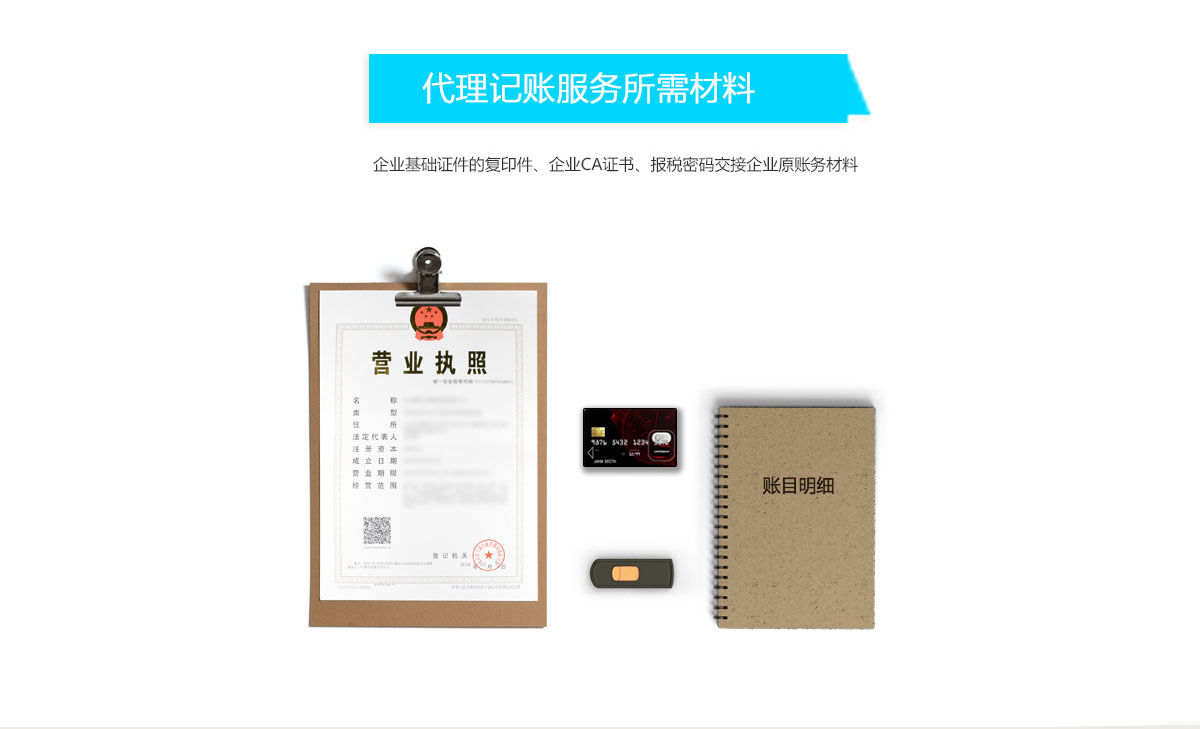 代理记账服务所需材料
企业基础证件的复印件、企业CA证书、报税密码交接企业原账务材料
营业执照
名称
类型
住所
法定代表人
注册资本
成立日期
营业期限
经营范围
登记机关
账目明细